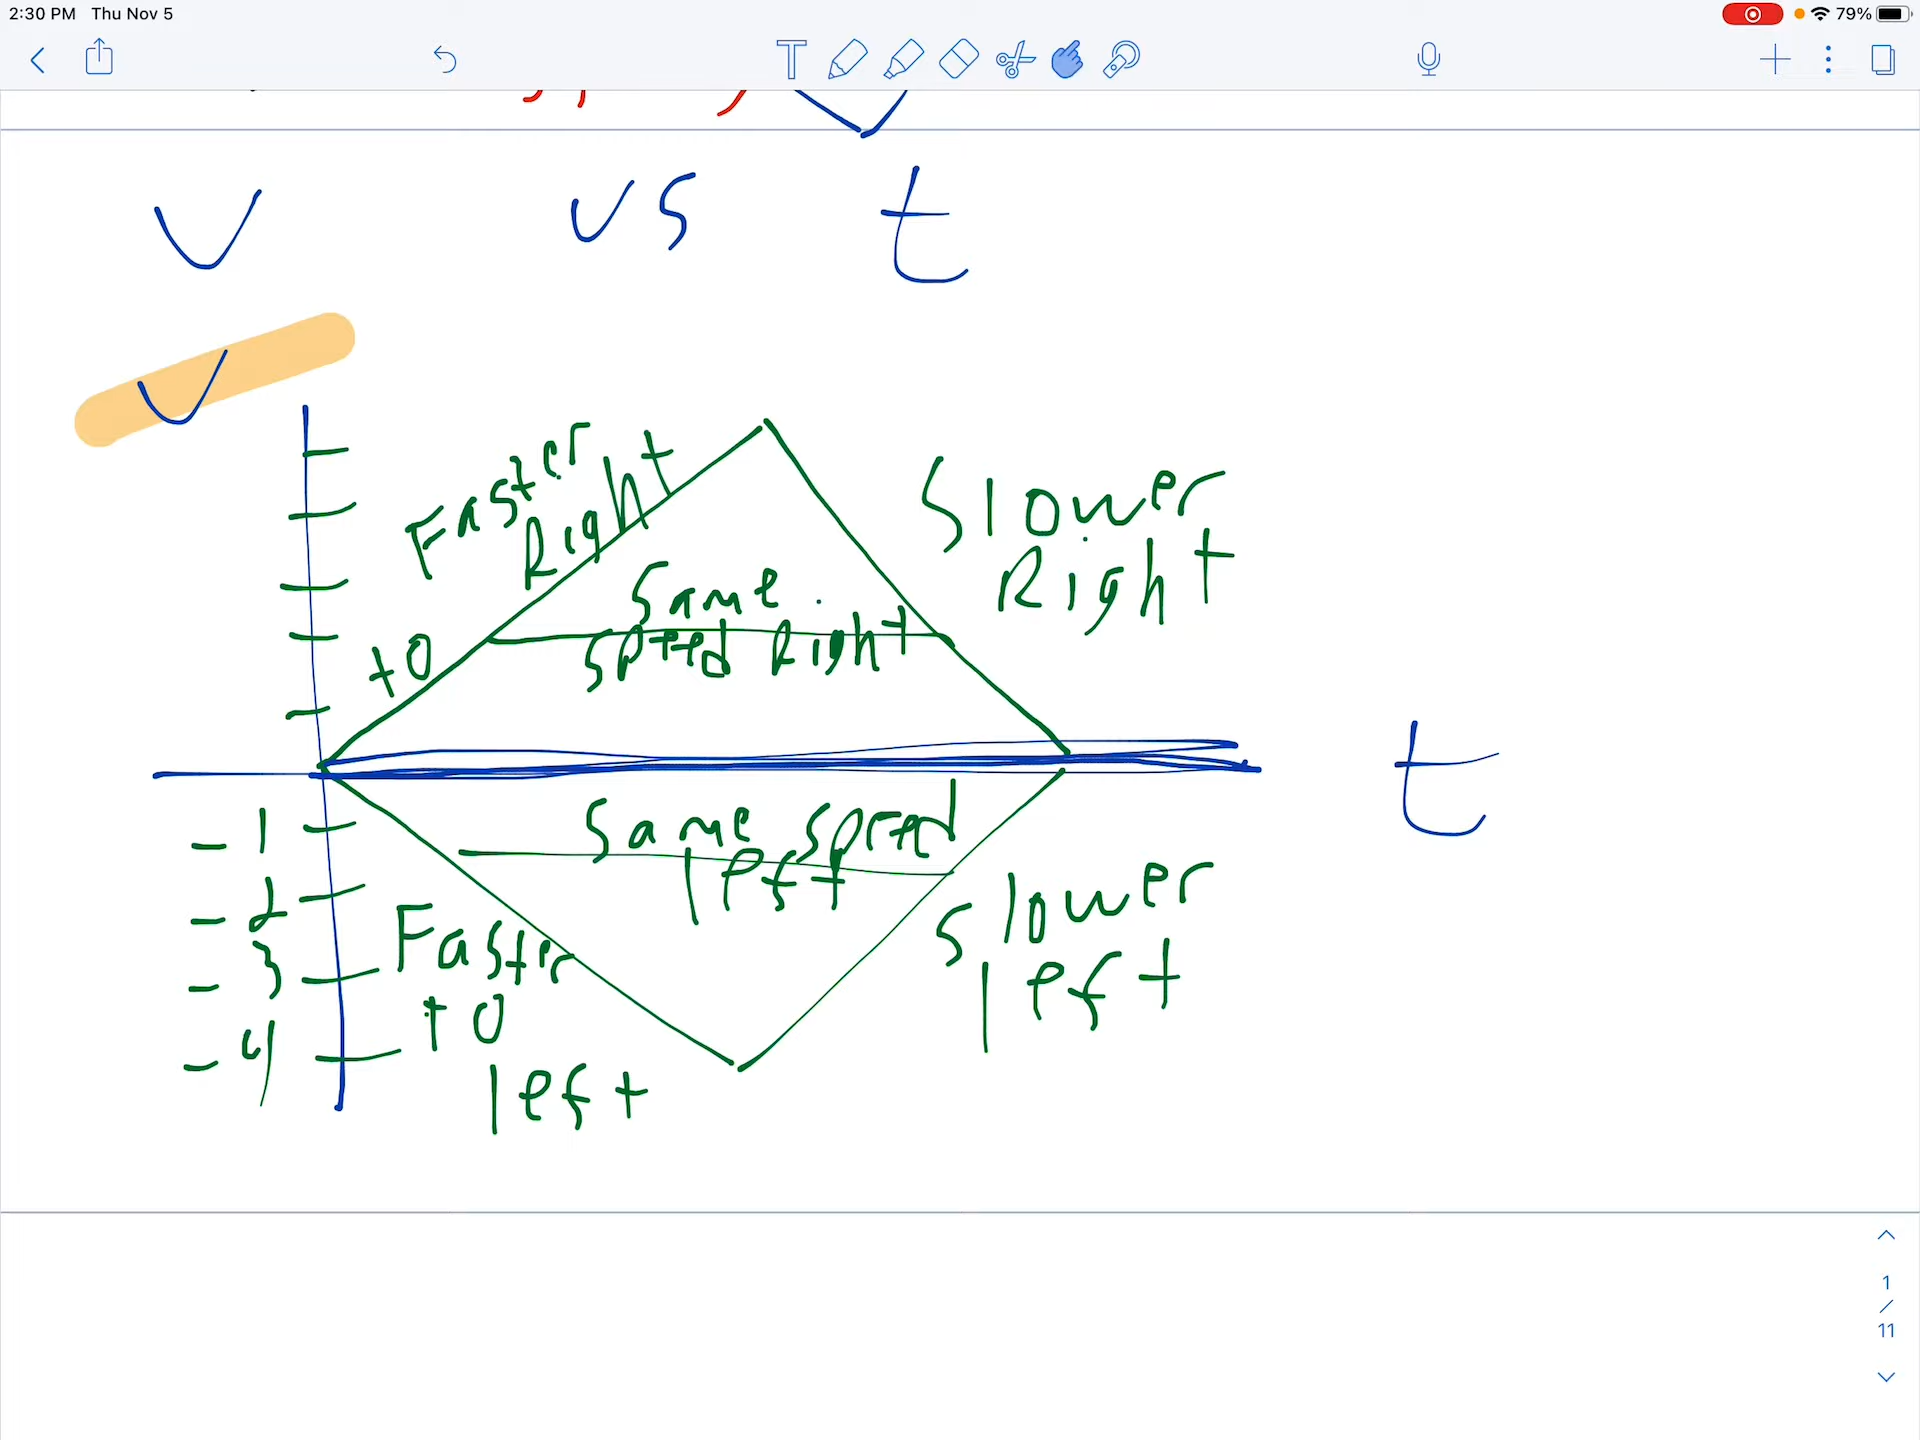 2:30 PM Thu Nov 5
79%
v vs t
v
Faster
Right
to
Same
Speed Right
Slower
Right
t
-1
-2
-3
-4
Same Speed
left
Faster
to
left
Slower
left
1
/
11